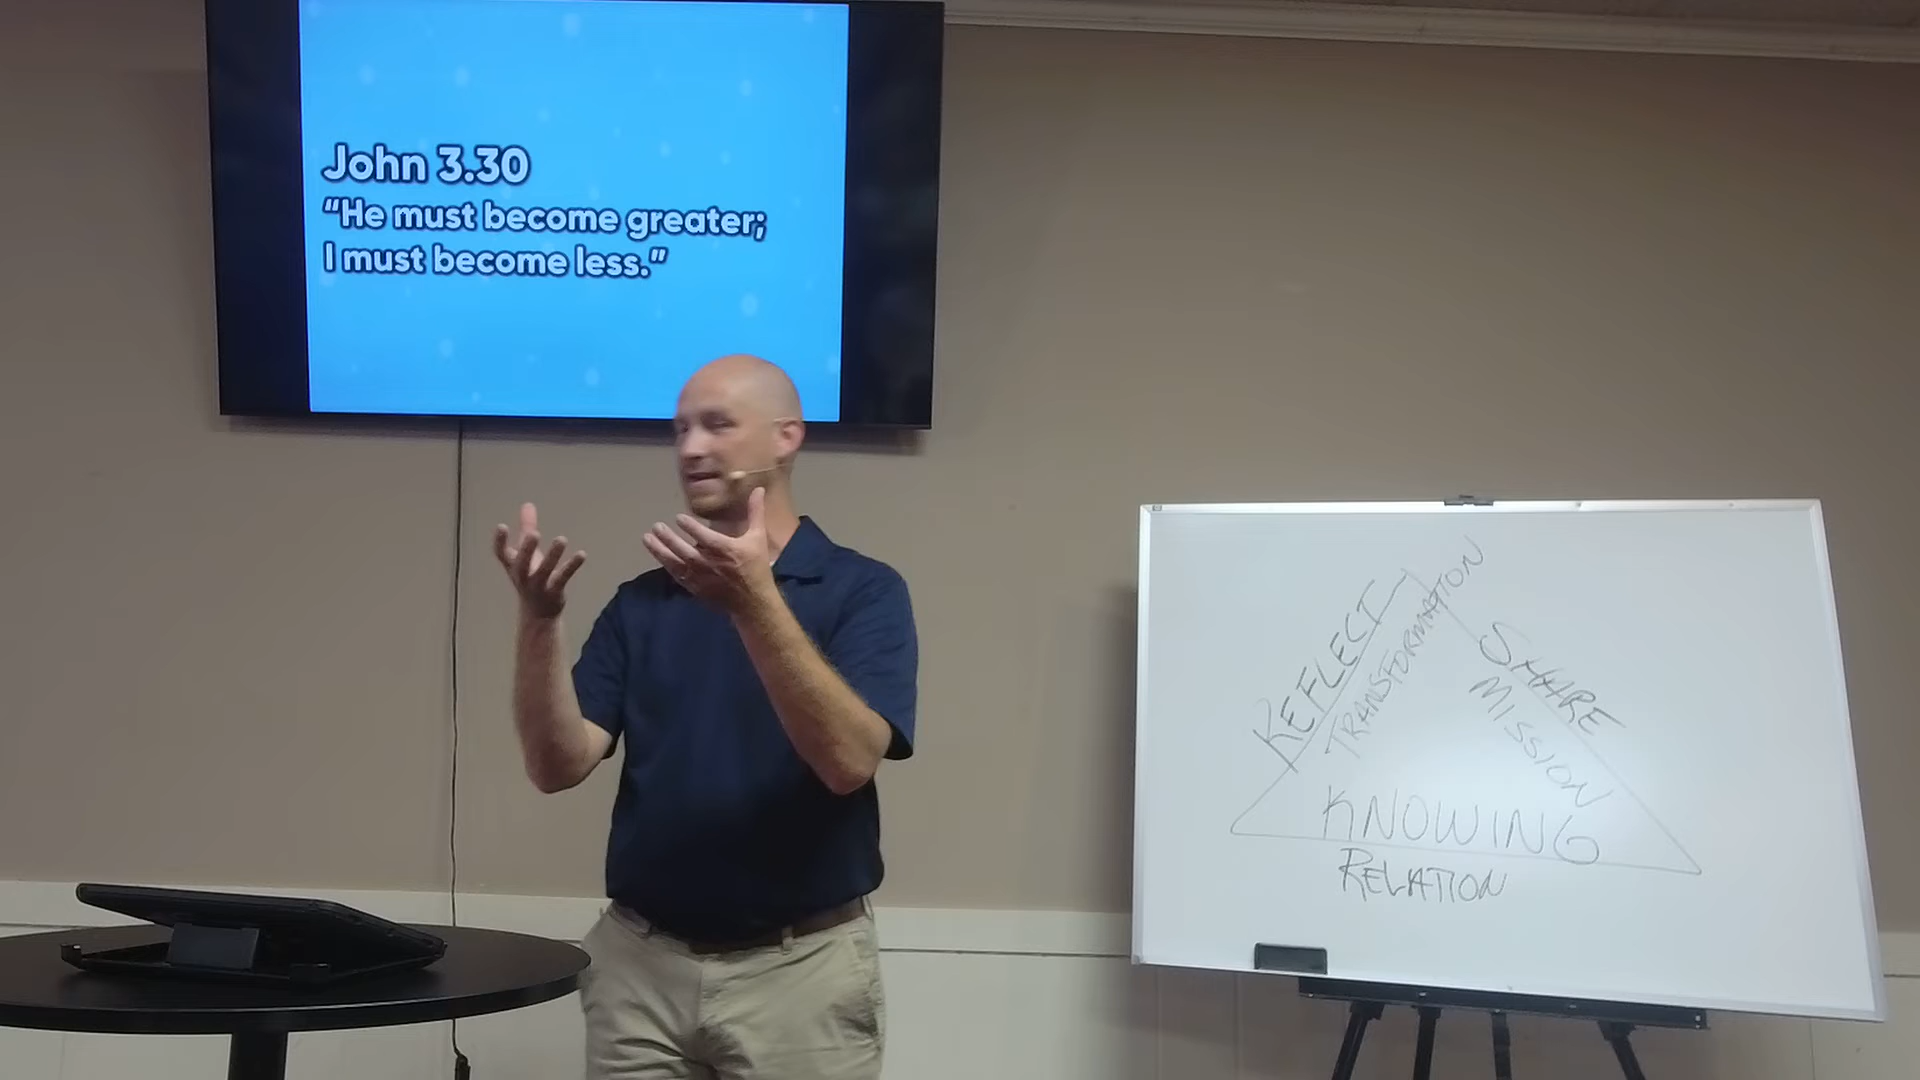 John 3.30
“He must become greater;
I must become less.”
REFLECT
TRANSFORMATION
SHARE
MISSION
KNOWING
RELATION